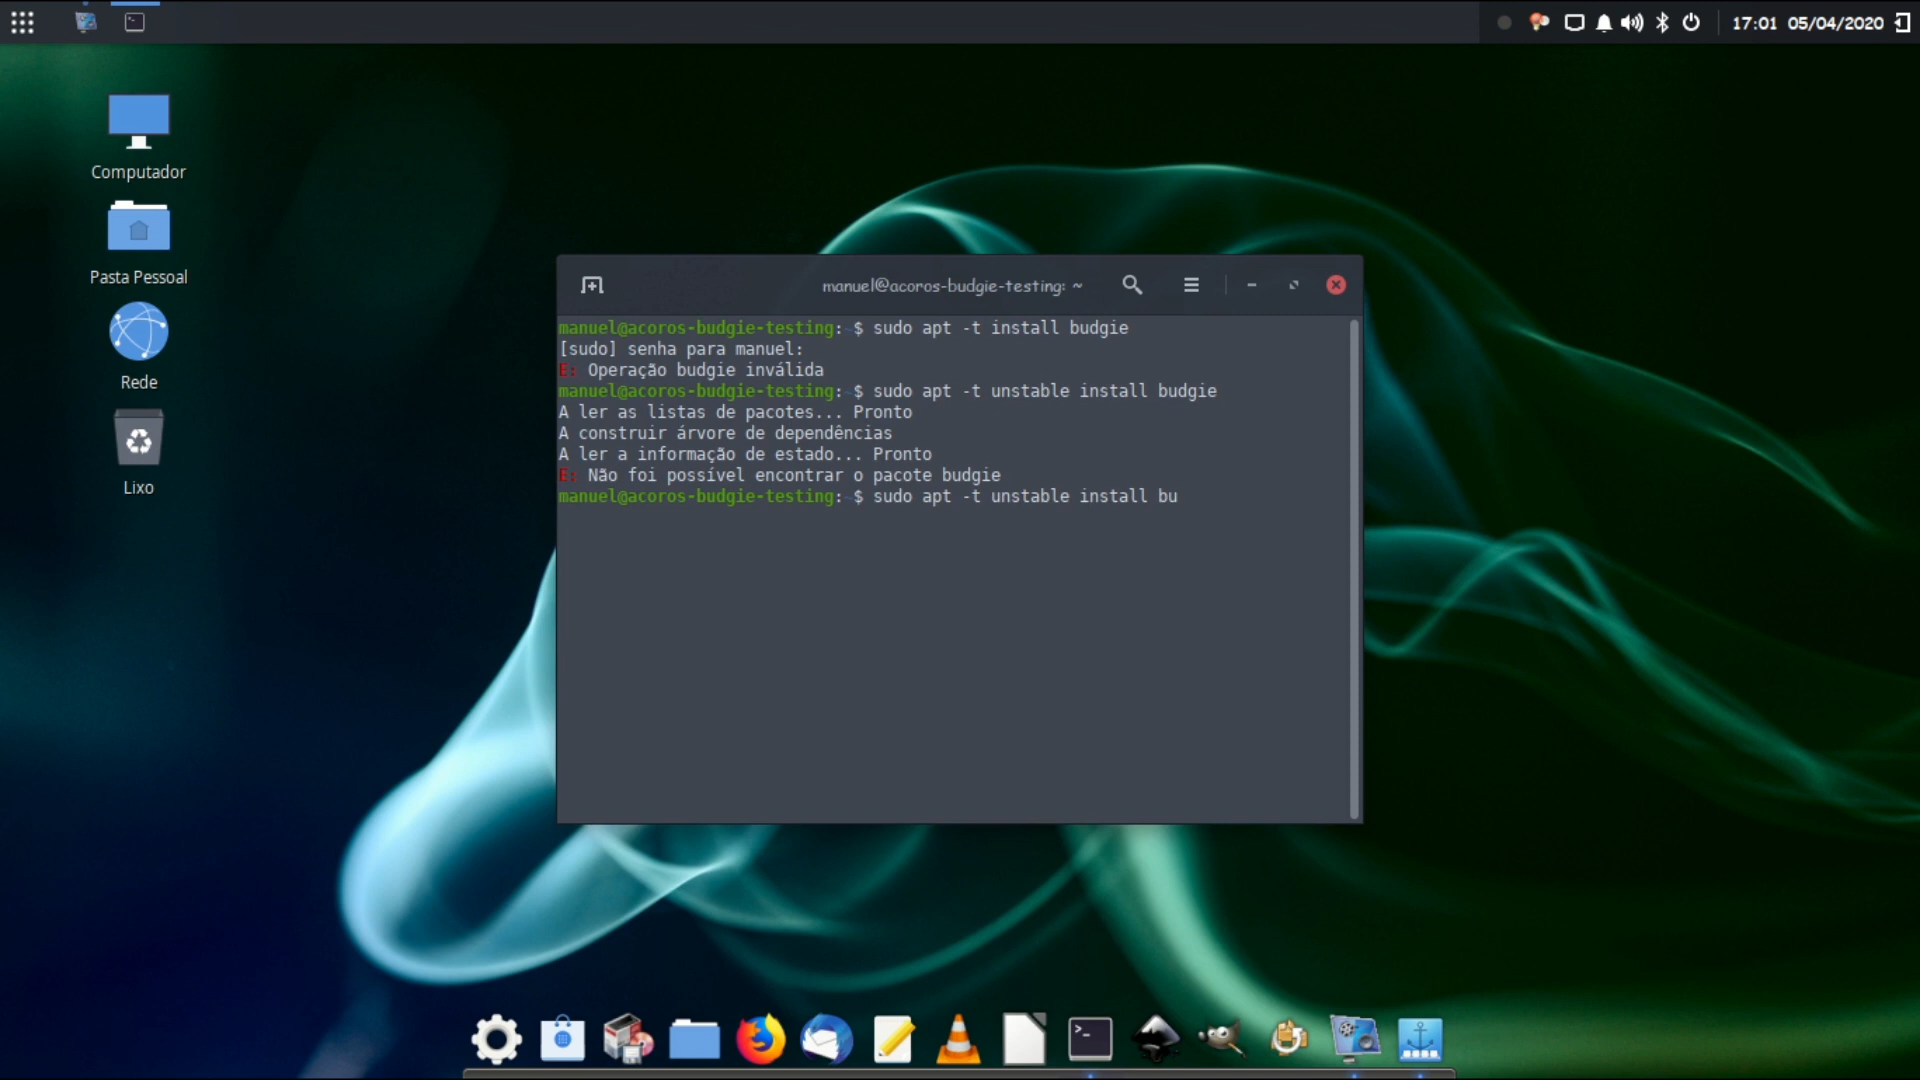 17:01 05/04/2020
Computador
Pasta Pessoal
Rede
Lixo
manuel@acoros-budgie-testing: ~
manuel@acoros-budgie-testing:~$ sudo apt -t install budgie
[sudo] senha para manuel:
E: Operação budgie inválida
manuel@acoros-budgie-testing:~$ sudo apt -t unstable install budgie
A ler as listas de pacotes... Pronto
A construir árvore de dependências
A ler a informação de estado... Pronto
E: Não foi possível encontrar o pacote budgie
manuel@acoros-budgie-testing:~$ sudo apt -t unstable install bu